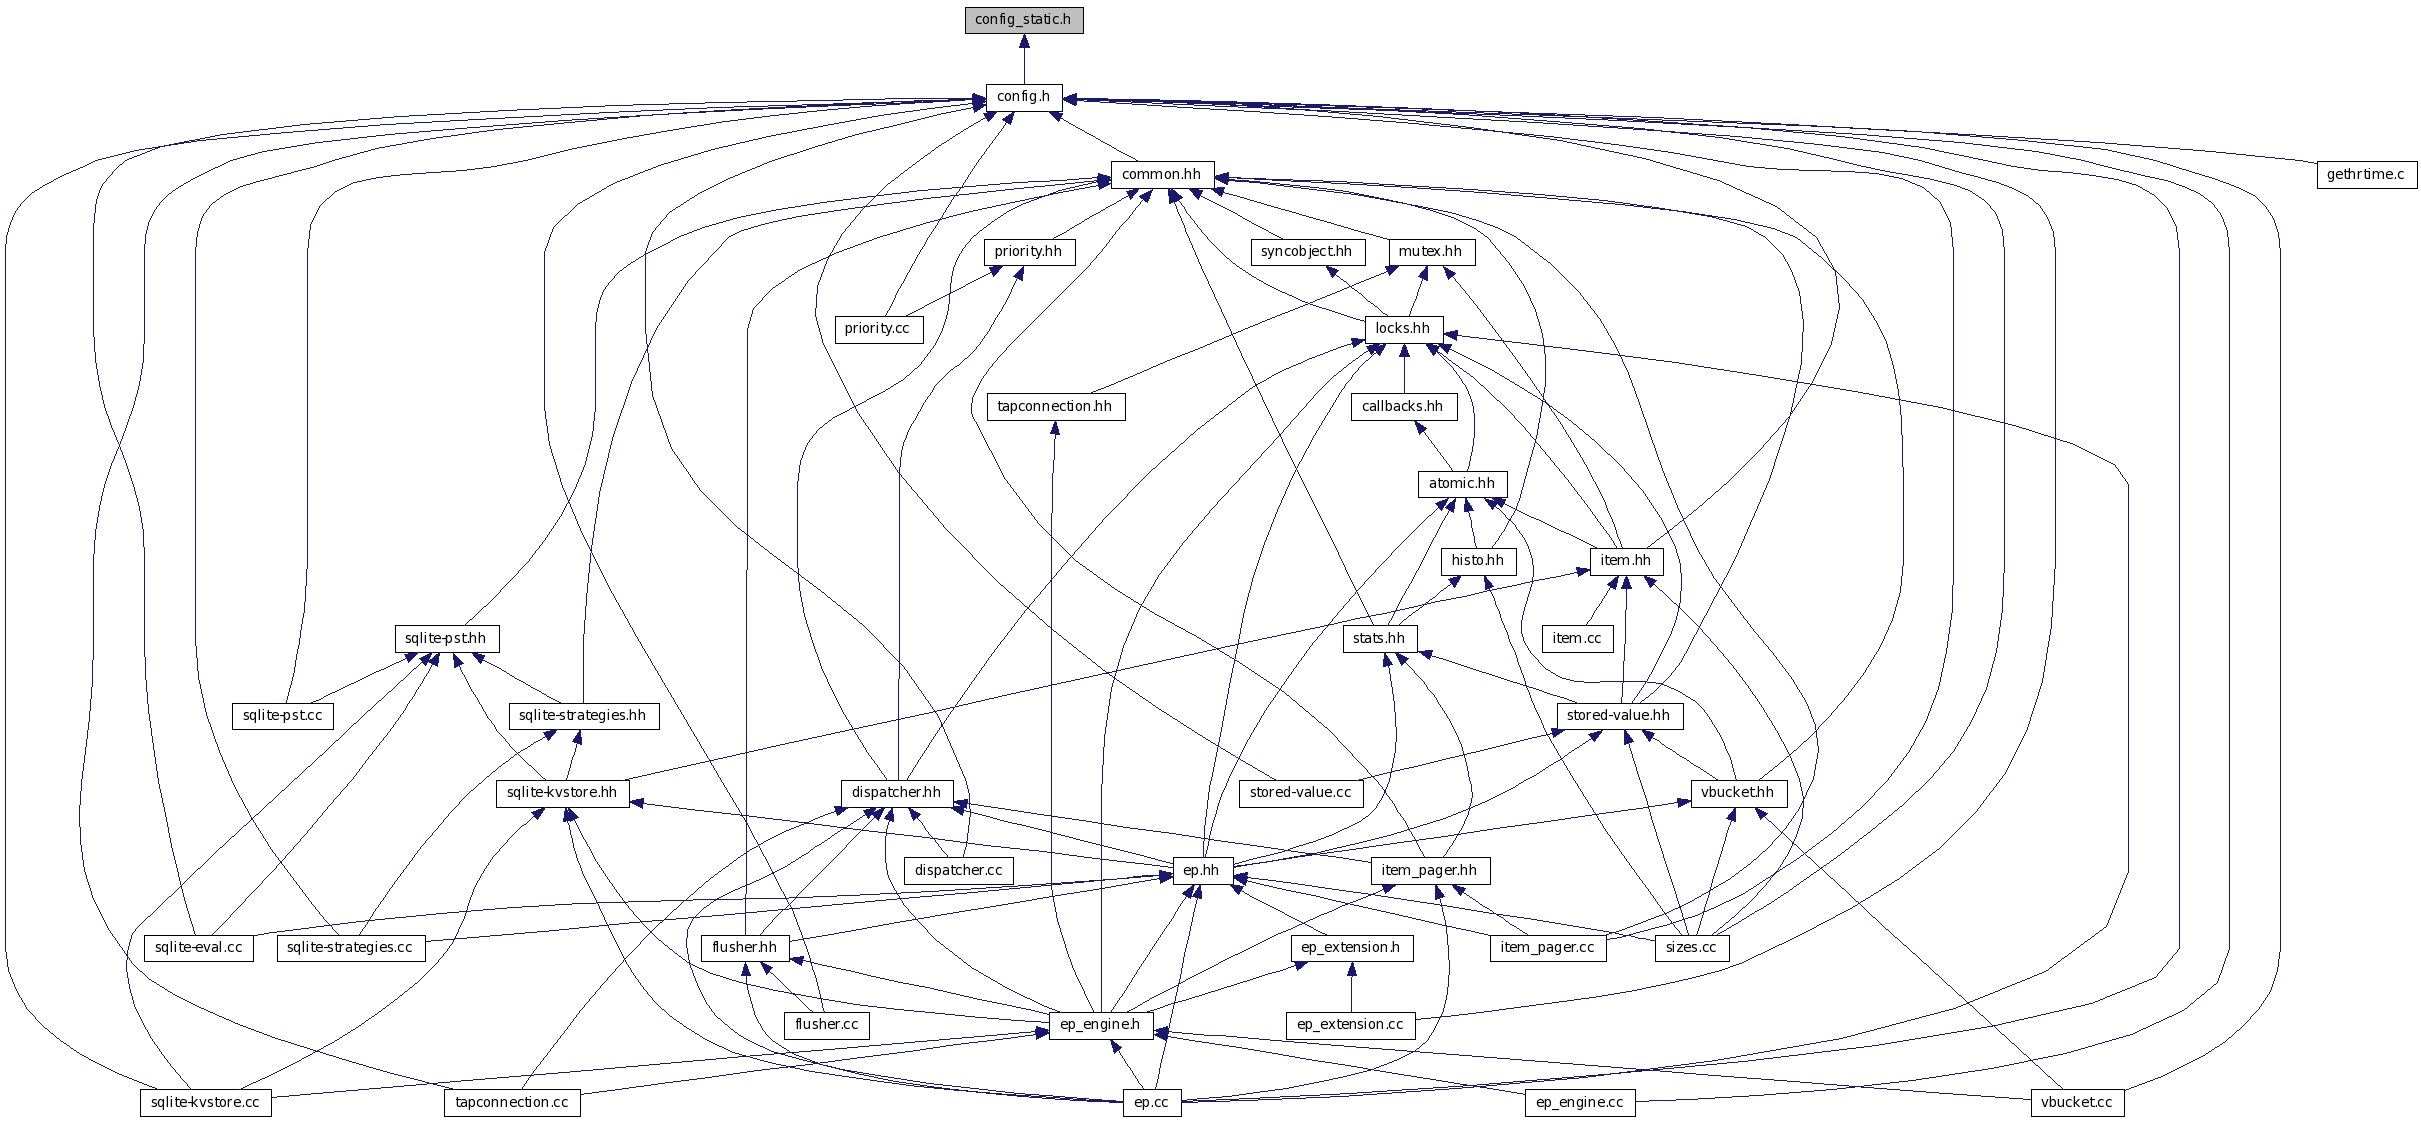 config_static.h
config.h
common.hh
gethrtime.c
priority.hh
syncobject.hh
mutex.hh
priority.cc
locks.hh
tapconnection.hh
callbacks.hh
atomic.hh
histo.hh
item.hh
sqlite-pst.hh
stats.hh
item.cc
sqlite-pst.cc
sqlite-strategies.hh
stored-value.hh
sqlite-kvstore.hh
dispatcher.hh
stored-value.cc
vbucket.hh
dispatcher.cc
ep.hh
item_pager.hh
sqlite-eval.cc
sqlite-strategies.cc
flusher.hh
ep_extension.h
item_pager.cc
sizes.cc
flusher.cc
ep_engine.h
ep_extension.cc
sqlite-kvstore.cc
tapconnection.cc
ep.cc
ep_engine.cc
vbucket.cc